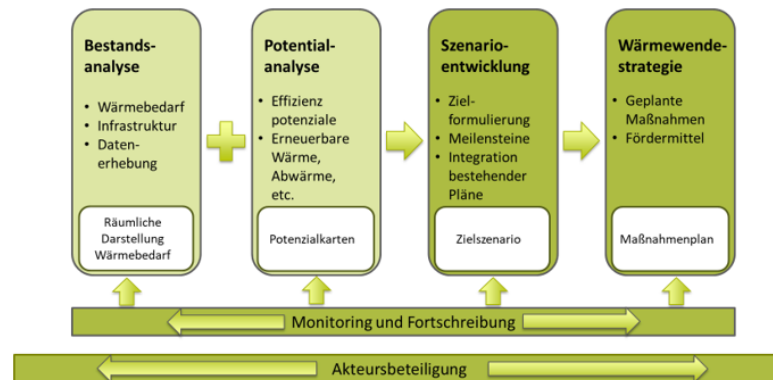 Bestands-
analyse
• Wärmebedarf
• Infrastruktur
• Daten-
erhebung
Räumliche
Darstellung
Wärmebedarf
Potential-
analyse
• Effizienz
potenziale
• Erneuerbare
Wärme,
Abwärme,
etc.
Potenzialkarten
Szenario-
entwicklung
• Ziel-
formulierung
• Meilensteine
• Integration
bestehender
Pläne
Zielszenario
Wärmewende-
strategie
• Geplante
Maßnahmen
• Fördermittel
Maßnahmenplan
Monitoring und Fortschreibung
Akteursbeteiligung